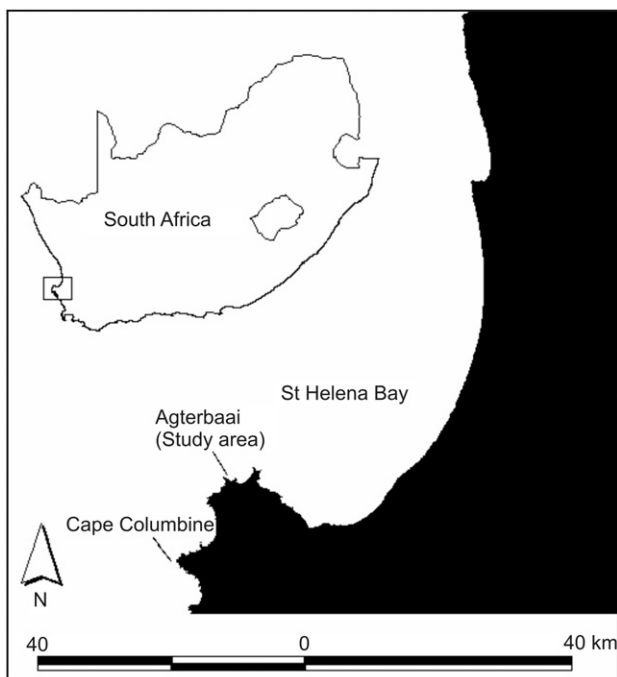 South Africa
St Helena Bay
Agterbaai
(Study area)
Cape Columbine
N
40 0 40 km